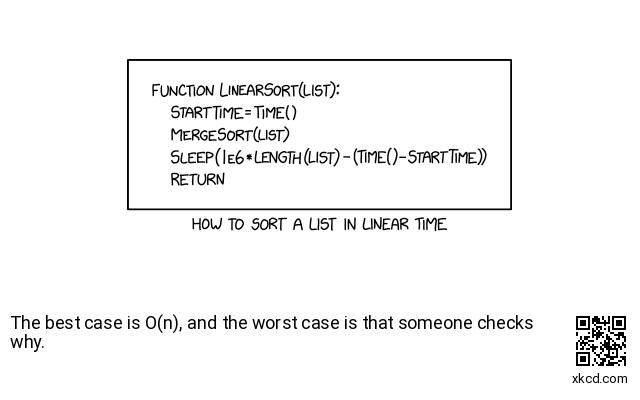 FUNCTION LINEARSORT(LIST):
STARTTIME=TIME()
MERGESORT(LIST)
SLEEP(1E6*LENGTH(LIST)-(TIME()-STARTTIME))
RETURN
HOW TO SORT A LIST IN LINEAR TIME
The best case is O(n), and the worst case is that someone checks
why.
xkcd.com